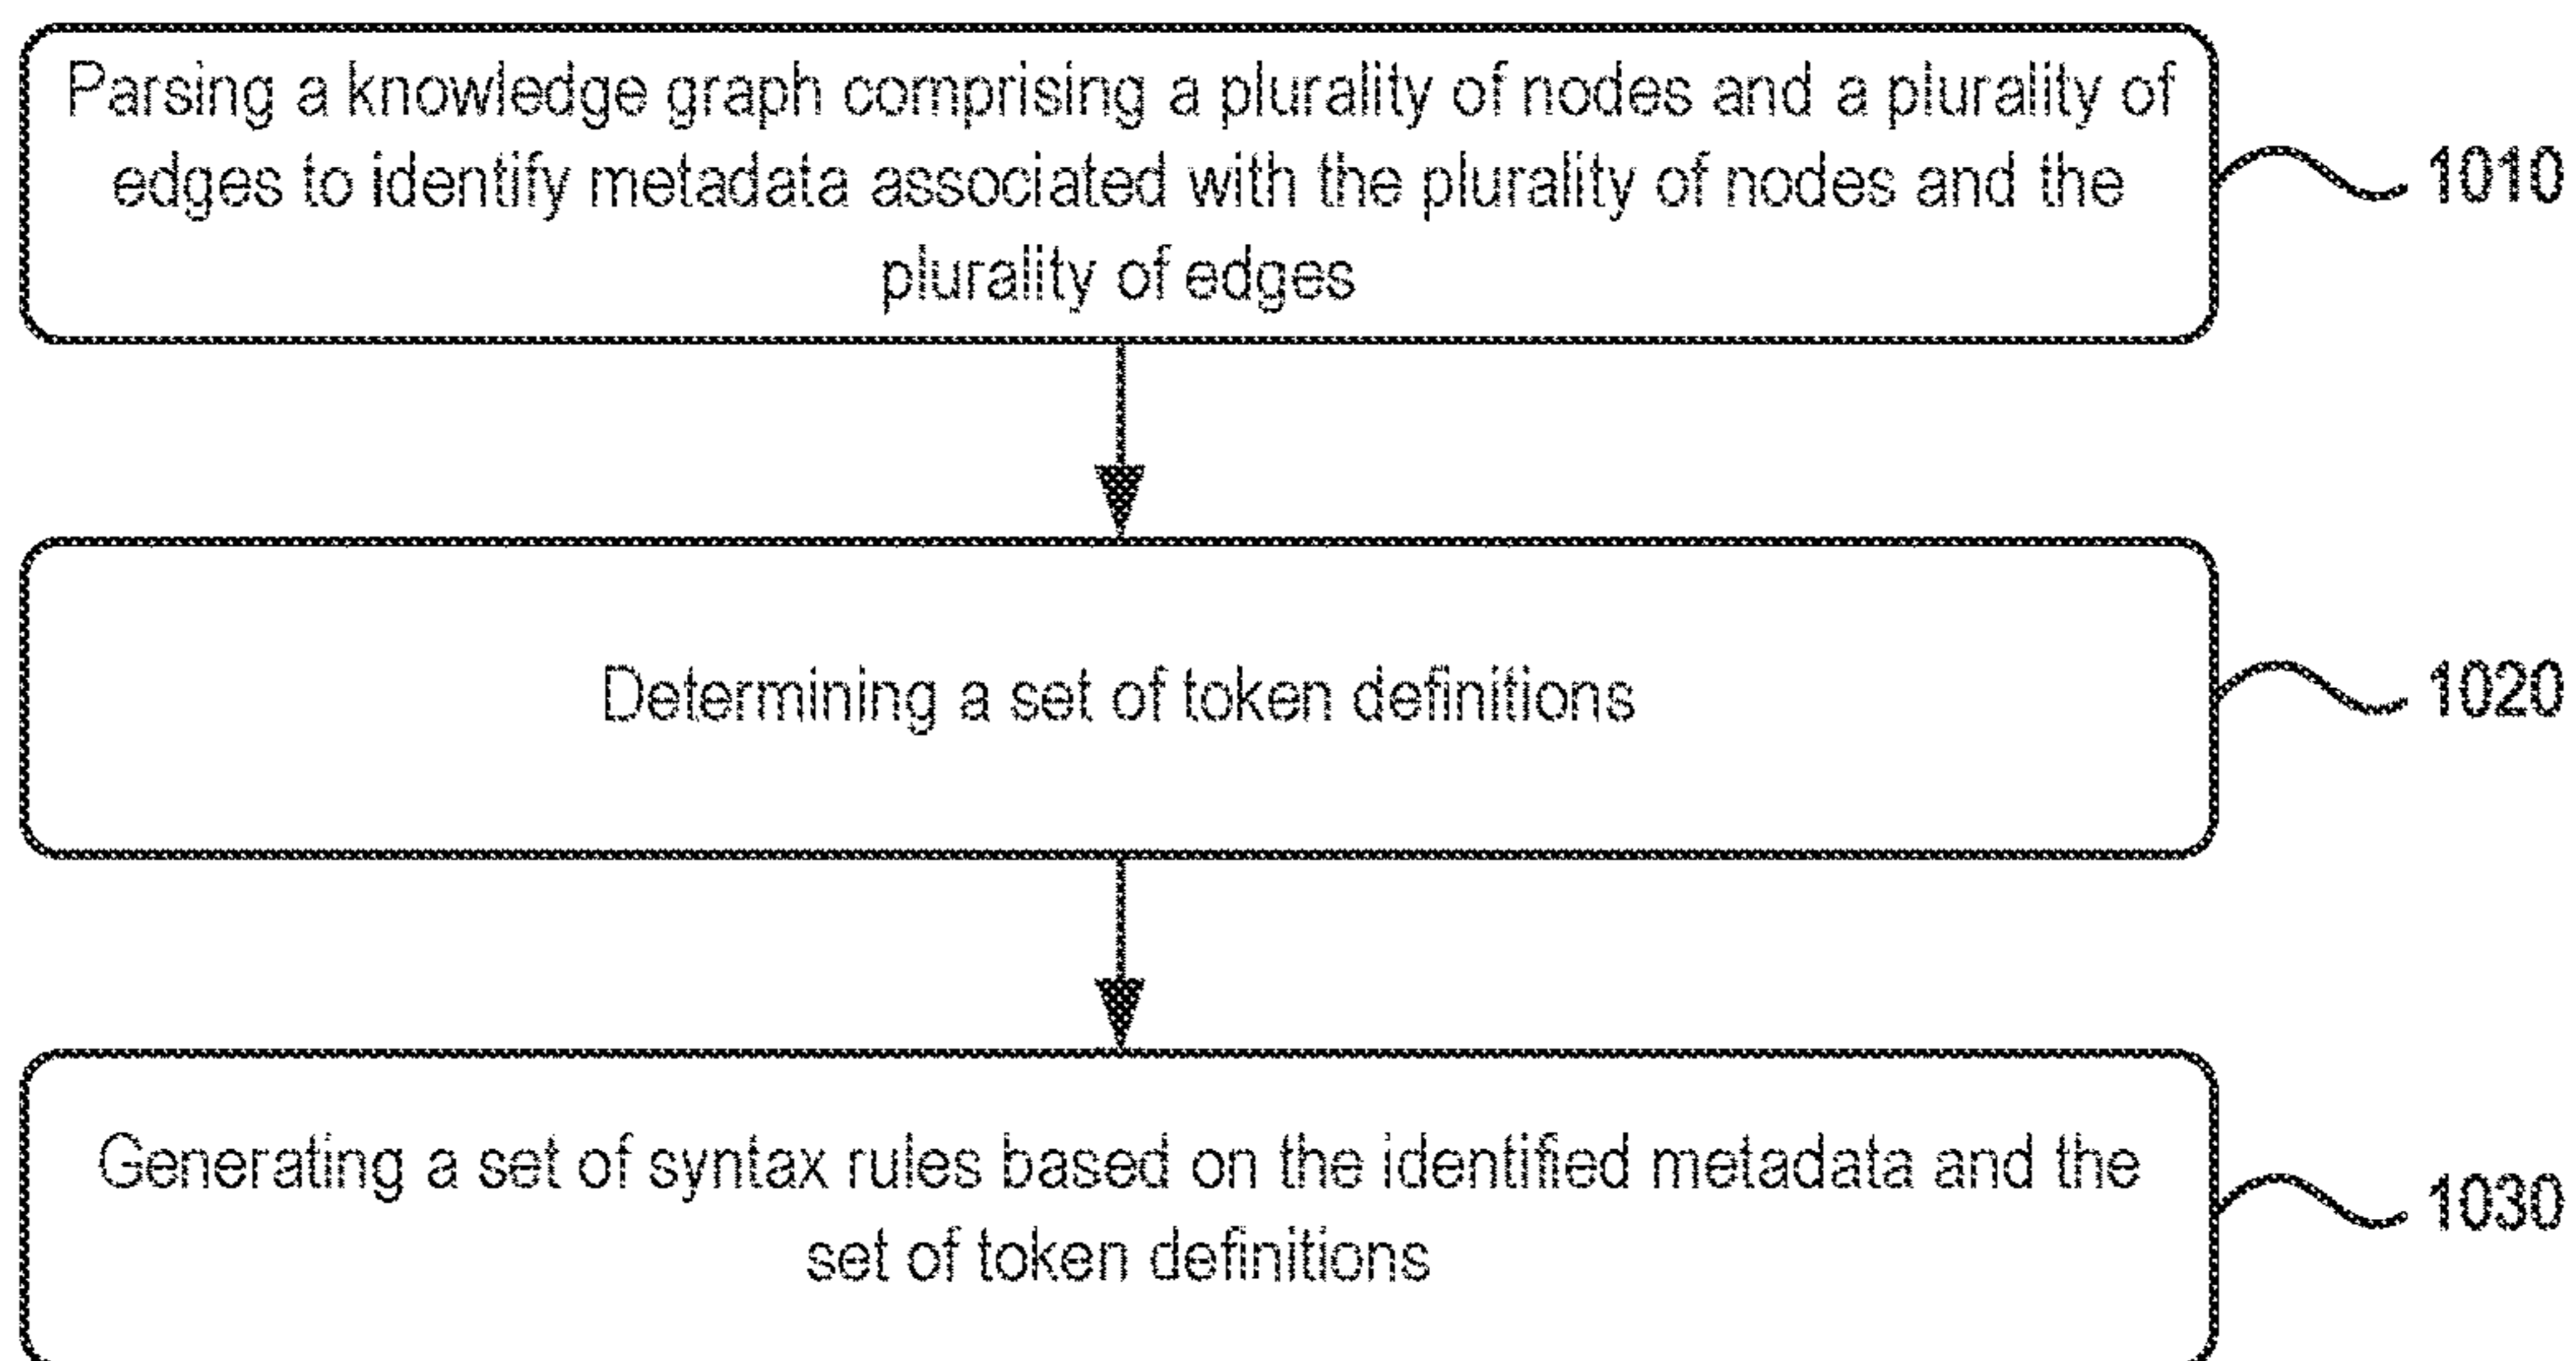 Parsing a knowledge graph comprising a plurality of nodes and a plurality of
edges to identify metadata associated with the plurality of nodes and the
plurality of edges
1010
Determining a set of token definitions
1020
Generating a set of syntax rules based on the identified metadata and the
set of token definitions
1030